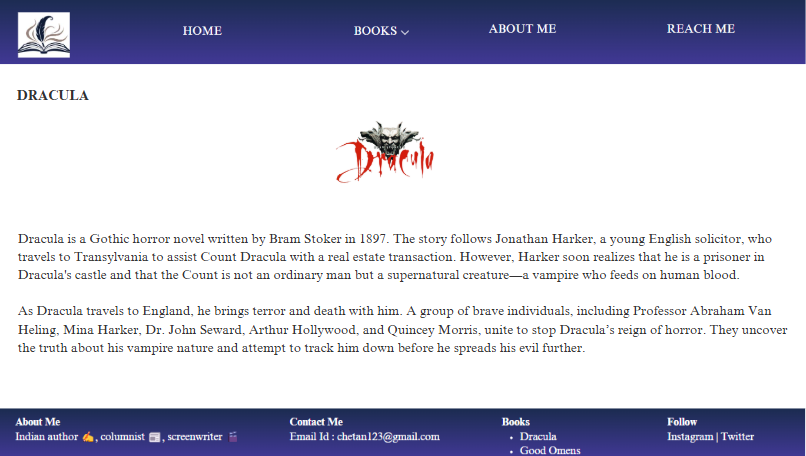 HOME BOOKS ABOUT ME REACH ME
DRACULA
Dracula
Dracula is a Gothic horror novel written by Bram Stoker in 1897. The story follows Jonathan Harker, a young English solicitor, who
travels to Transylvania to assist Count Dracula with a real estate transaction. However, Harker soon realizes that he is a prisoner in
Dracula's castle and that the Count is not an ordinary man but a supernatural creature—a vampire who feeds on human blood.
As Dracula travels to England, he brings terror and death with him. A group of brave individuals, including Professor Abraham Van
Heling, Mina Harker, Dr. John Seward, Arthur Hollywood, and Quincey Morris, unite to stop Dracula’s reign of horror. They uncover
the truth about his vampire nature and attempt to track him down before he spreads his evil further.
About Me
Indian author ✍, columnist 📰, screenwriter 🎬
Contact Me
Email Id : chetan123@gmail.com
Books
• Dracula
• Good Omens
Follow
Instagram | Twitter